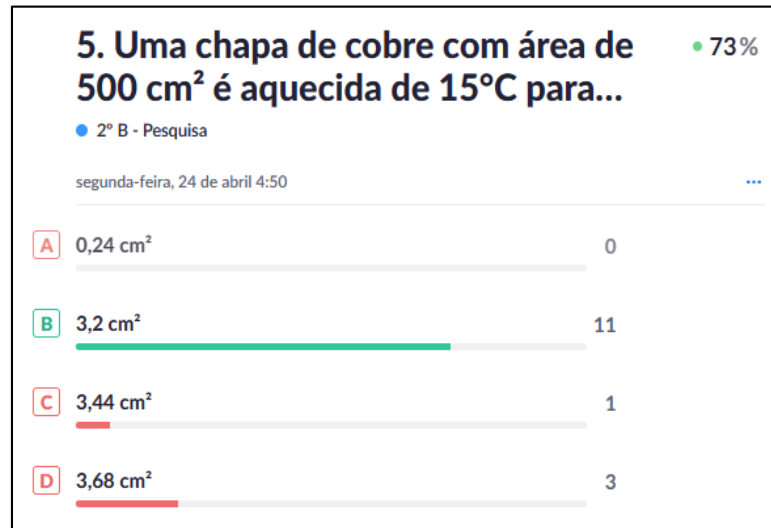 5. Uma chapa de cobre com área de
500 cm² é aquecida de 15°C para...
73%
2º B - Pesquisa
segunda-feira, 24 de abril 4:50
...
A 0,24 cm² 0
B 3,2 cm² 11
C 3,44 cm² 1
D 3,68 cm² 3